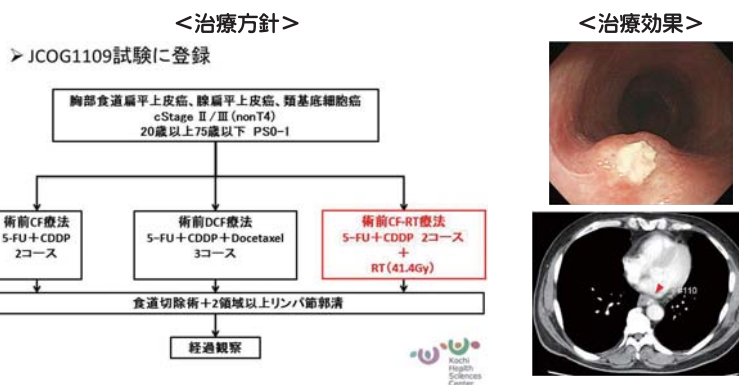 ＜治療方針＞
＜治療効果＞
➢ JCOG1109試験に登録
胸部食道扁平上皮癌、腺扁平上皮癌、類基底細胞癌
cStage Ⅱ/Ⅲ(nonT4)
20歳以上75歳以下 PS0-1
術前CF療法
5-FU＋CDDP
2コース
術前DCF療法
5-FU＋CDDP＋Docetaxel
3コース
術前CF-RT療法
5-FU＋CDDP 2コース
＋
RT(41.4Gy)
#110
食道切除術＋2領域以上リンパ節郭清
経過観察
Kochi
Health
Sciences
Center